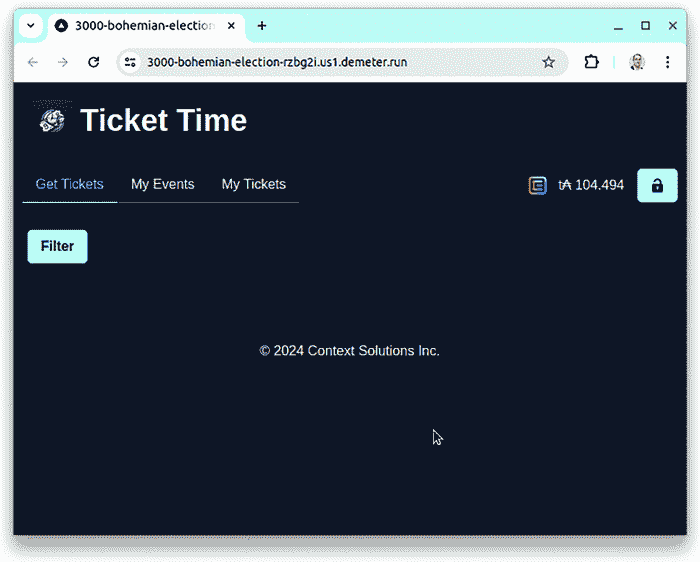 3000-bohemian-election
3000-bohemian-election-rzbg2i.us1.demeter.run
Ticket Time
Get Tickets My Events My Tickets t₳ 104.494
Filter
© 2024 Context Solutions Inc.